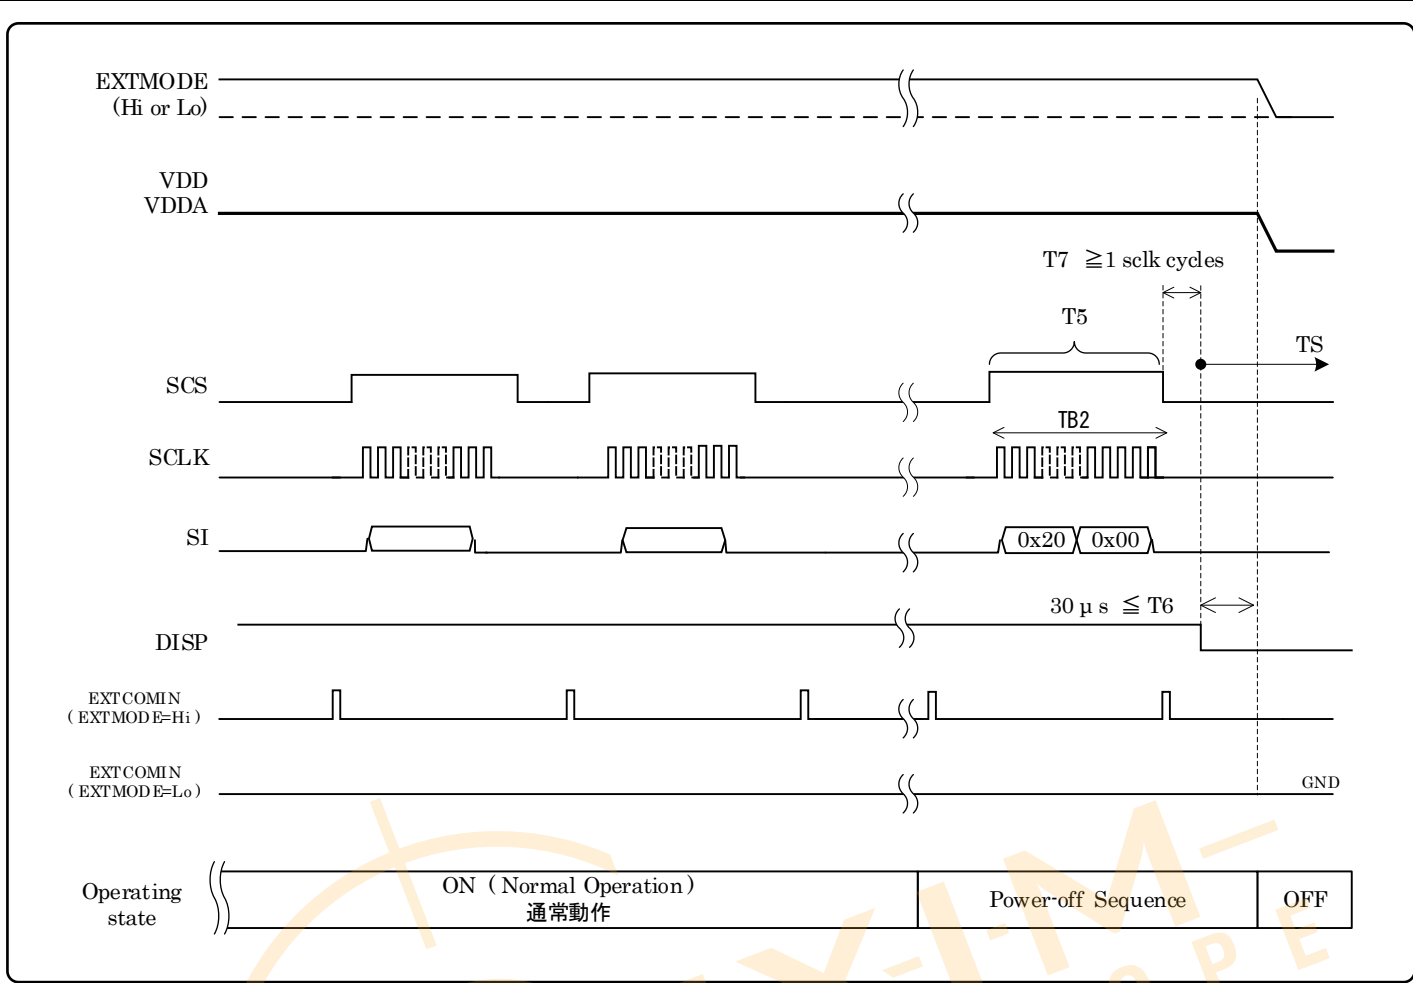 EXTMODE
(Hi or Lo)
VDD
VDDA
T7 ≧1 sclk cycles
T5
TS
SCS
TB2
SCLK
SI
0x20 0x00
30 μ s ≦ T6
DISP
EXTCOMIN
( EXTMODE=Hi )
EXTCOMIN
( EXTMODE=Lo )
GND
Operating
state
ON ( Normal Operation )
通常動作
Power-off Sequence
OFF